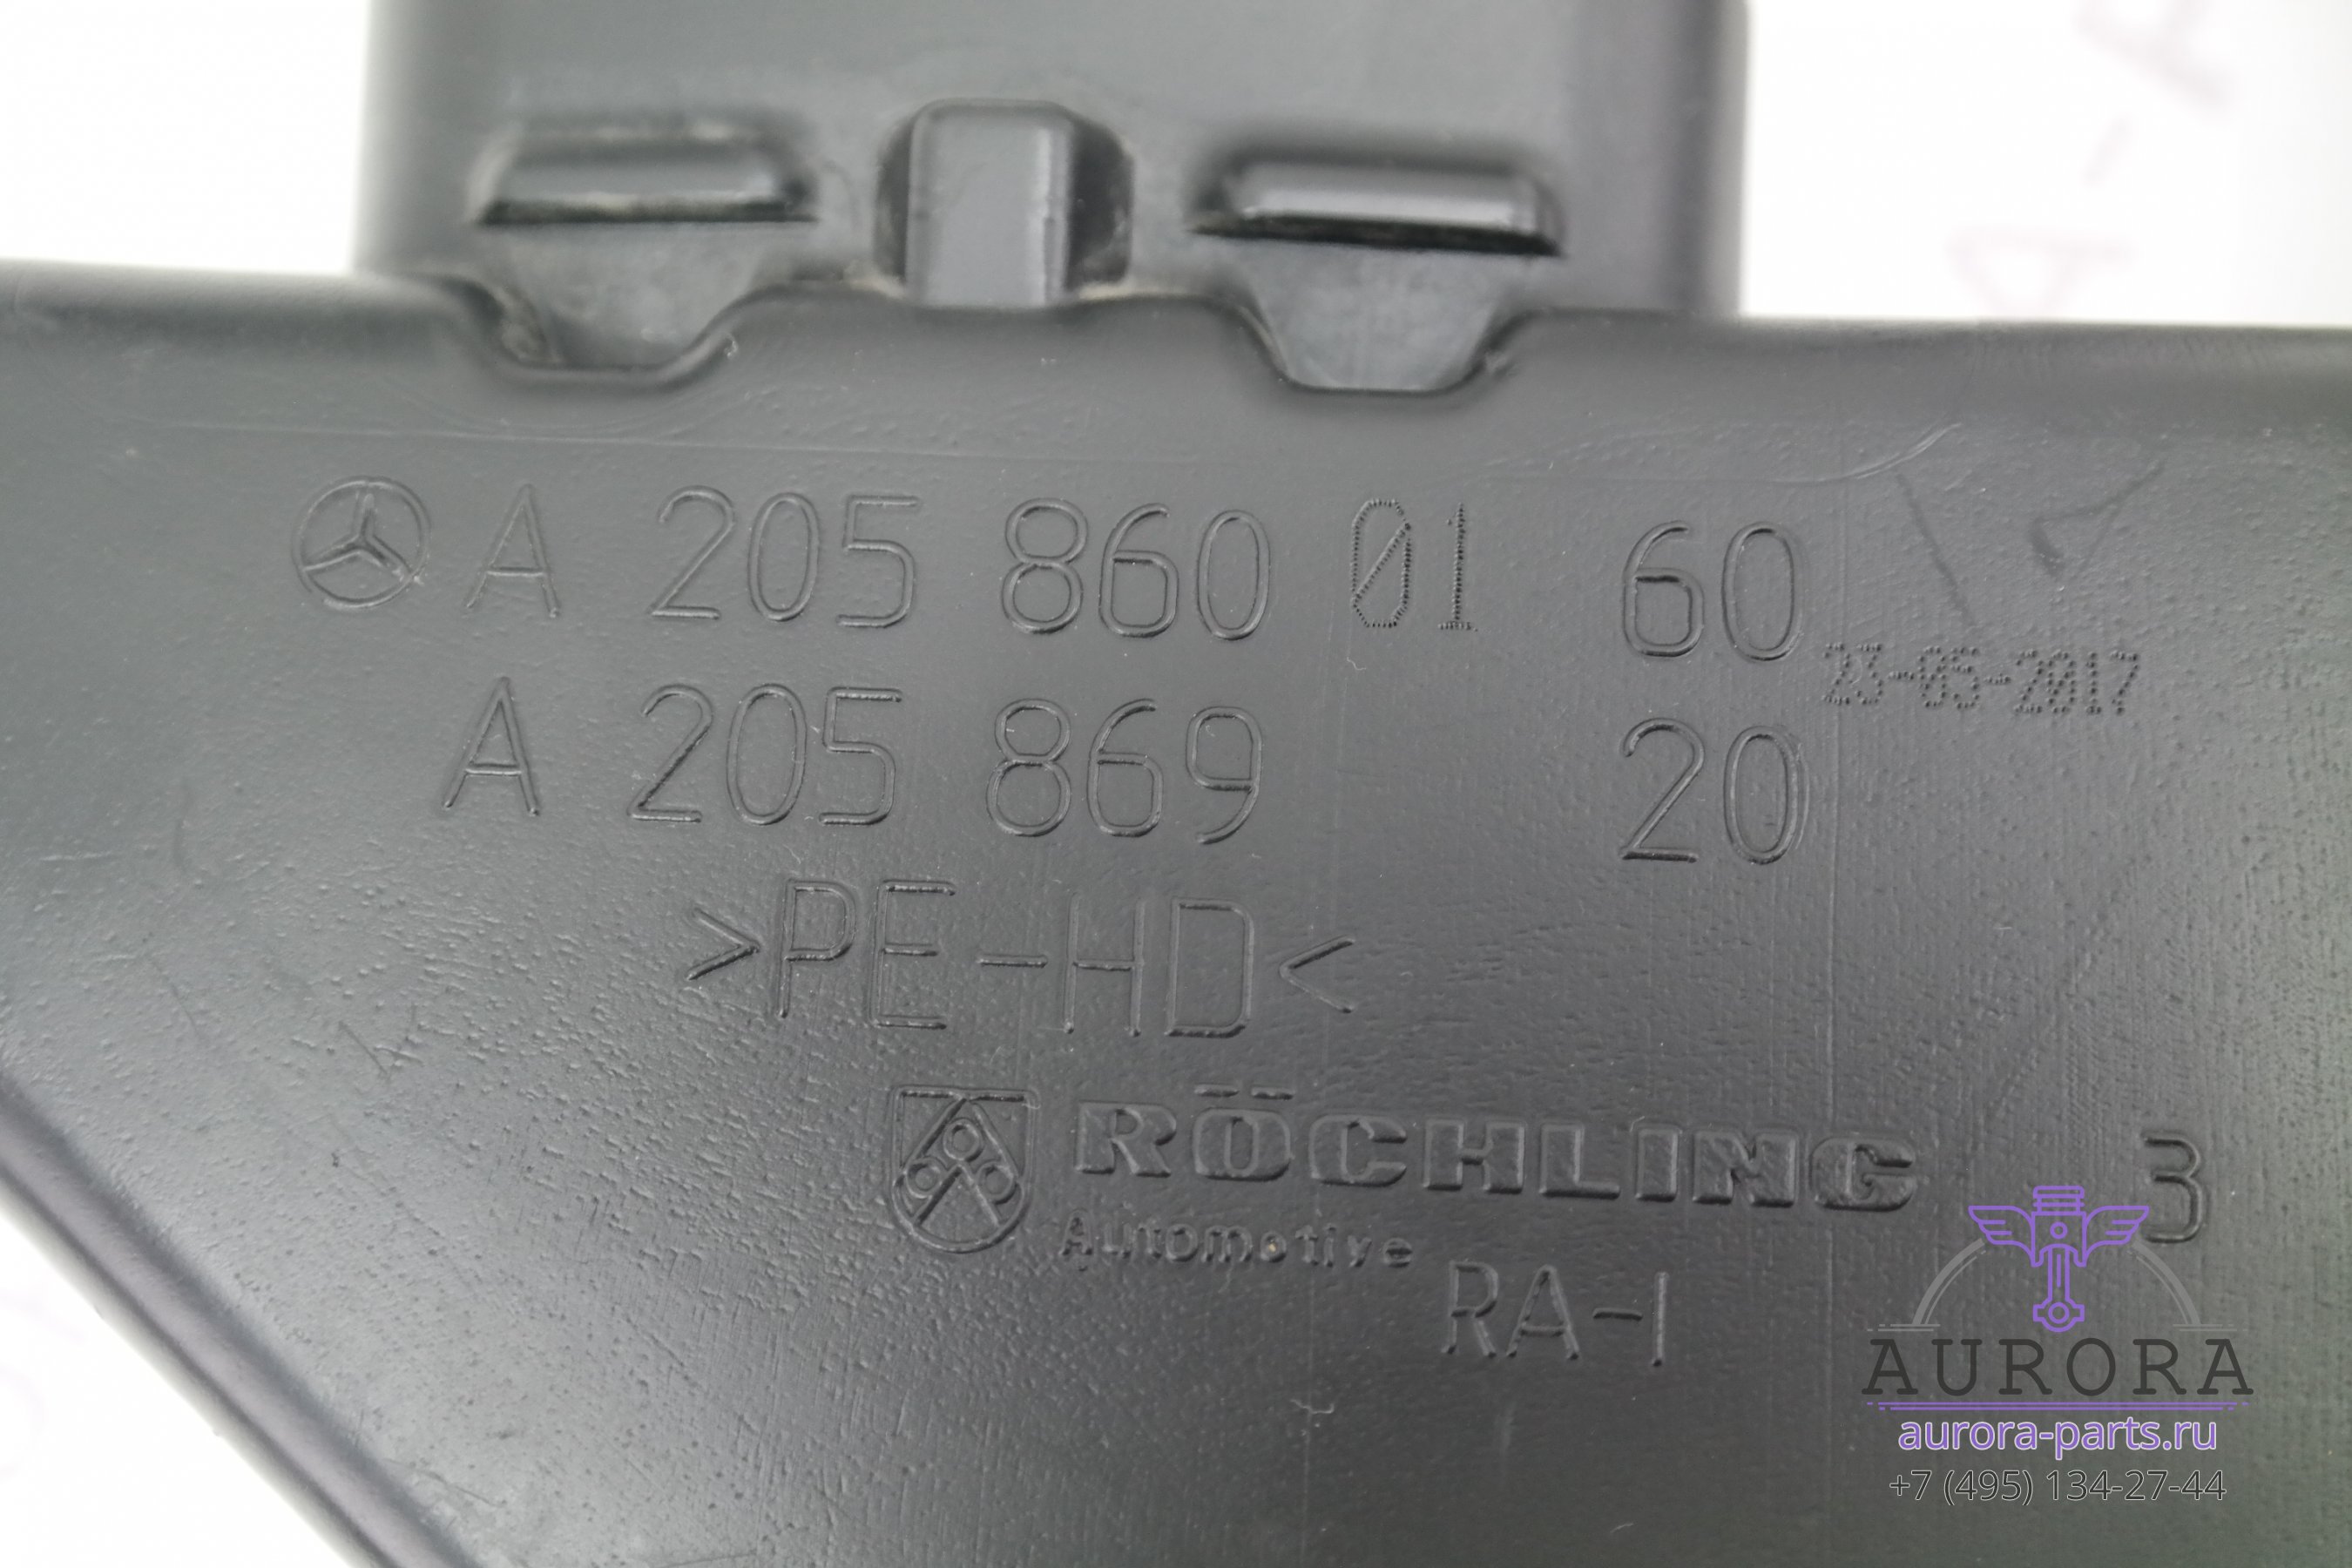 A 205 860 01 60
23-05-2017
A 205 869 20
>PE-HD<
RÖCHLING 3
Automotive
RA-1
AURORA
aurora-parts.ru
+7 (495) 134-27-44